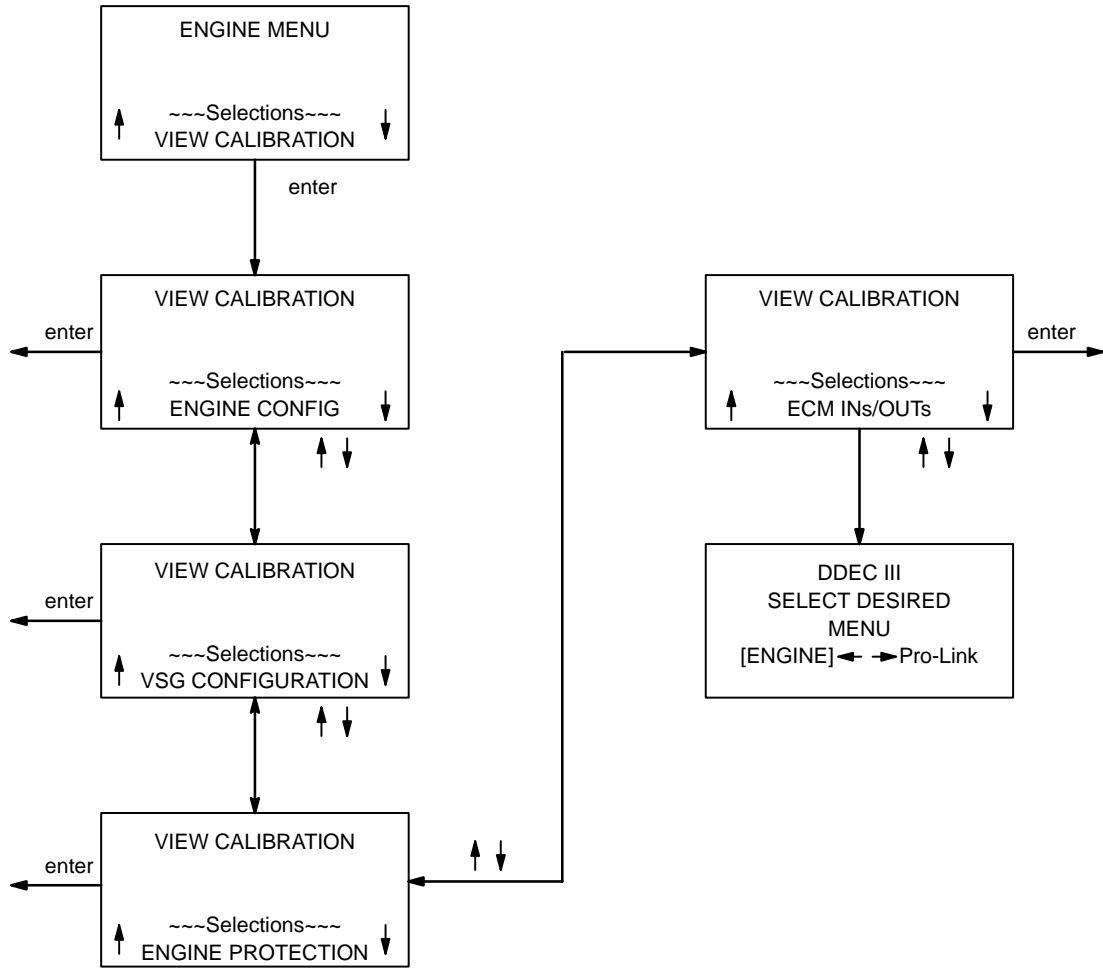 ENGINE MENU
~~~Selections~~~
VIEW CALIBRATION
enter
VIEW CALIBRATION
enter
~~~Selections~~~
ENGINE CONFIG
VIEW CALIBRATION
enter
~~~Selections~~~
VSG CONFIGURATION
VIEW CALIBRATION
enter
~~~Selections~~~
ENGINE PROTECTION
VIEW CALIBRATION
enter
~~~Selections~~~
ECM INs/OUTs
DDEC III
SELECT DESIRED
MENU
[ENGINE] Pro-Link